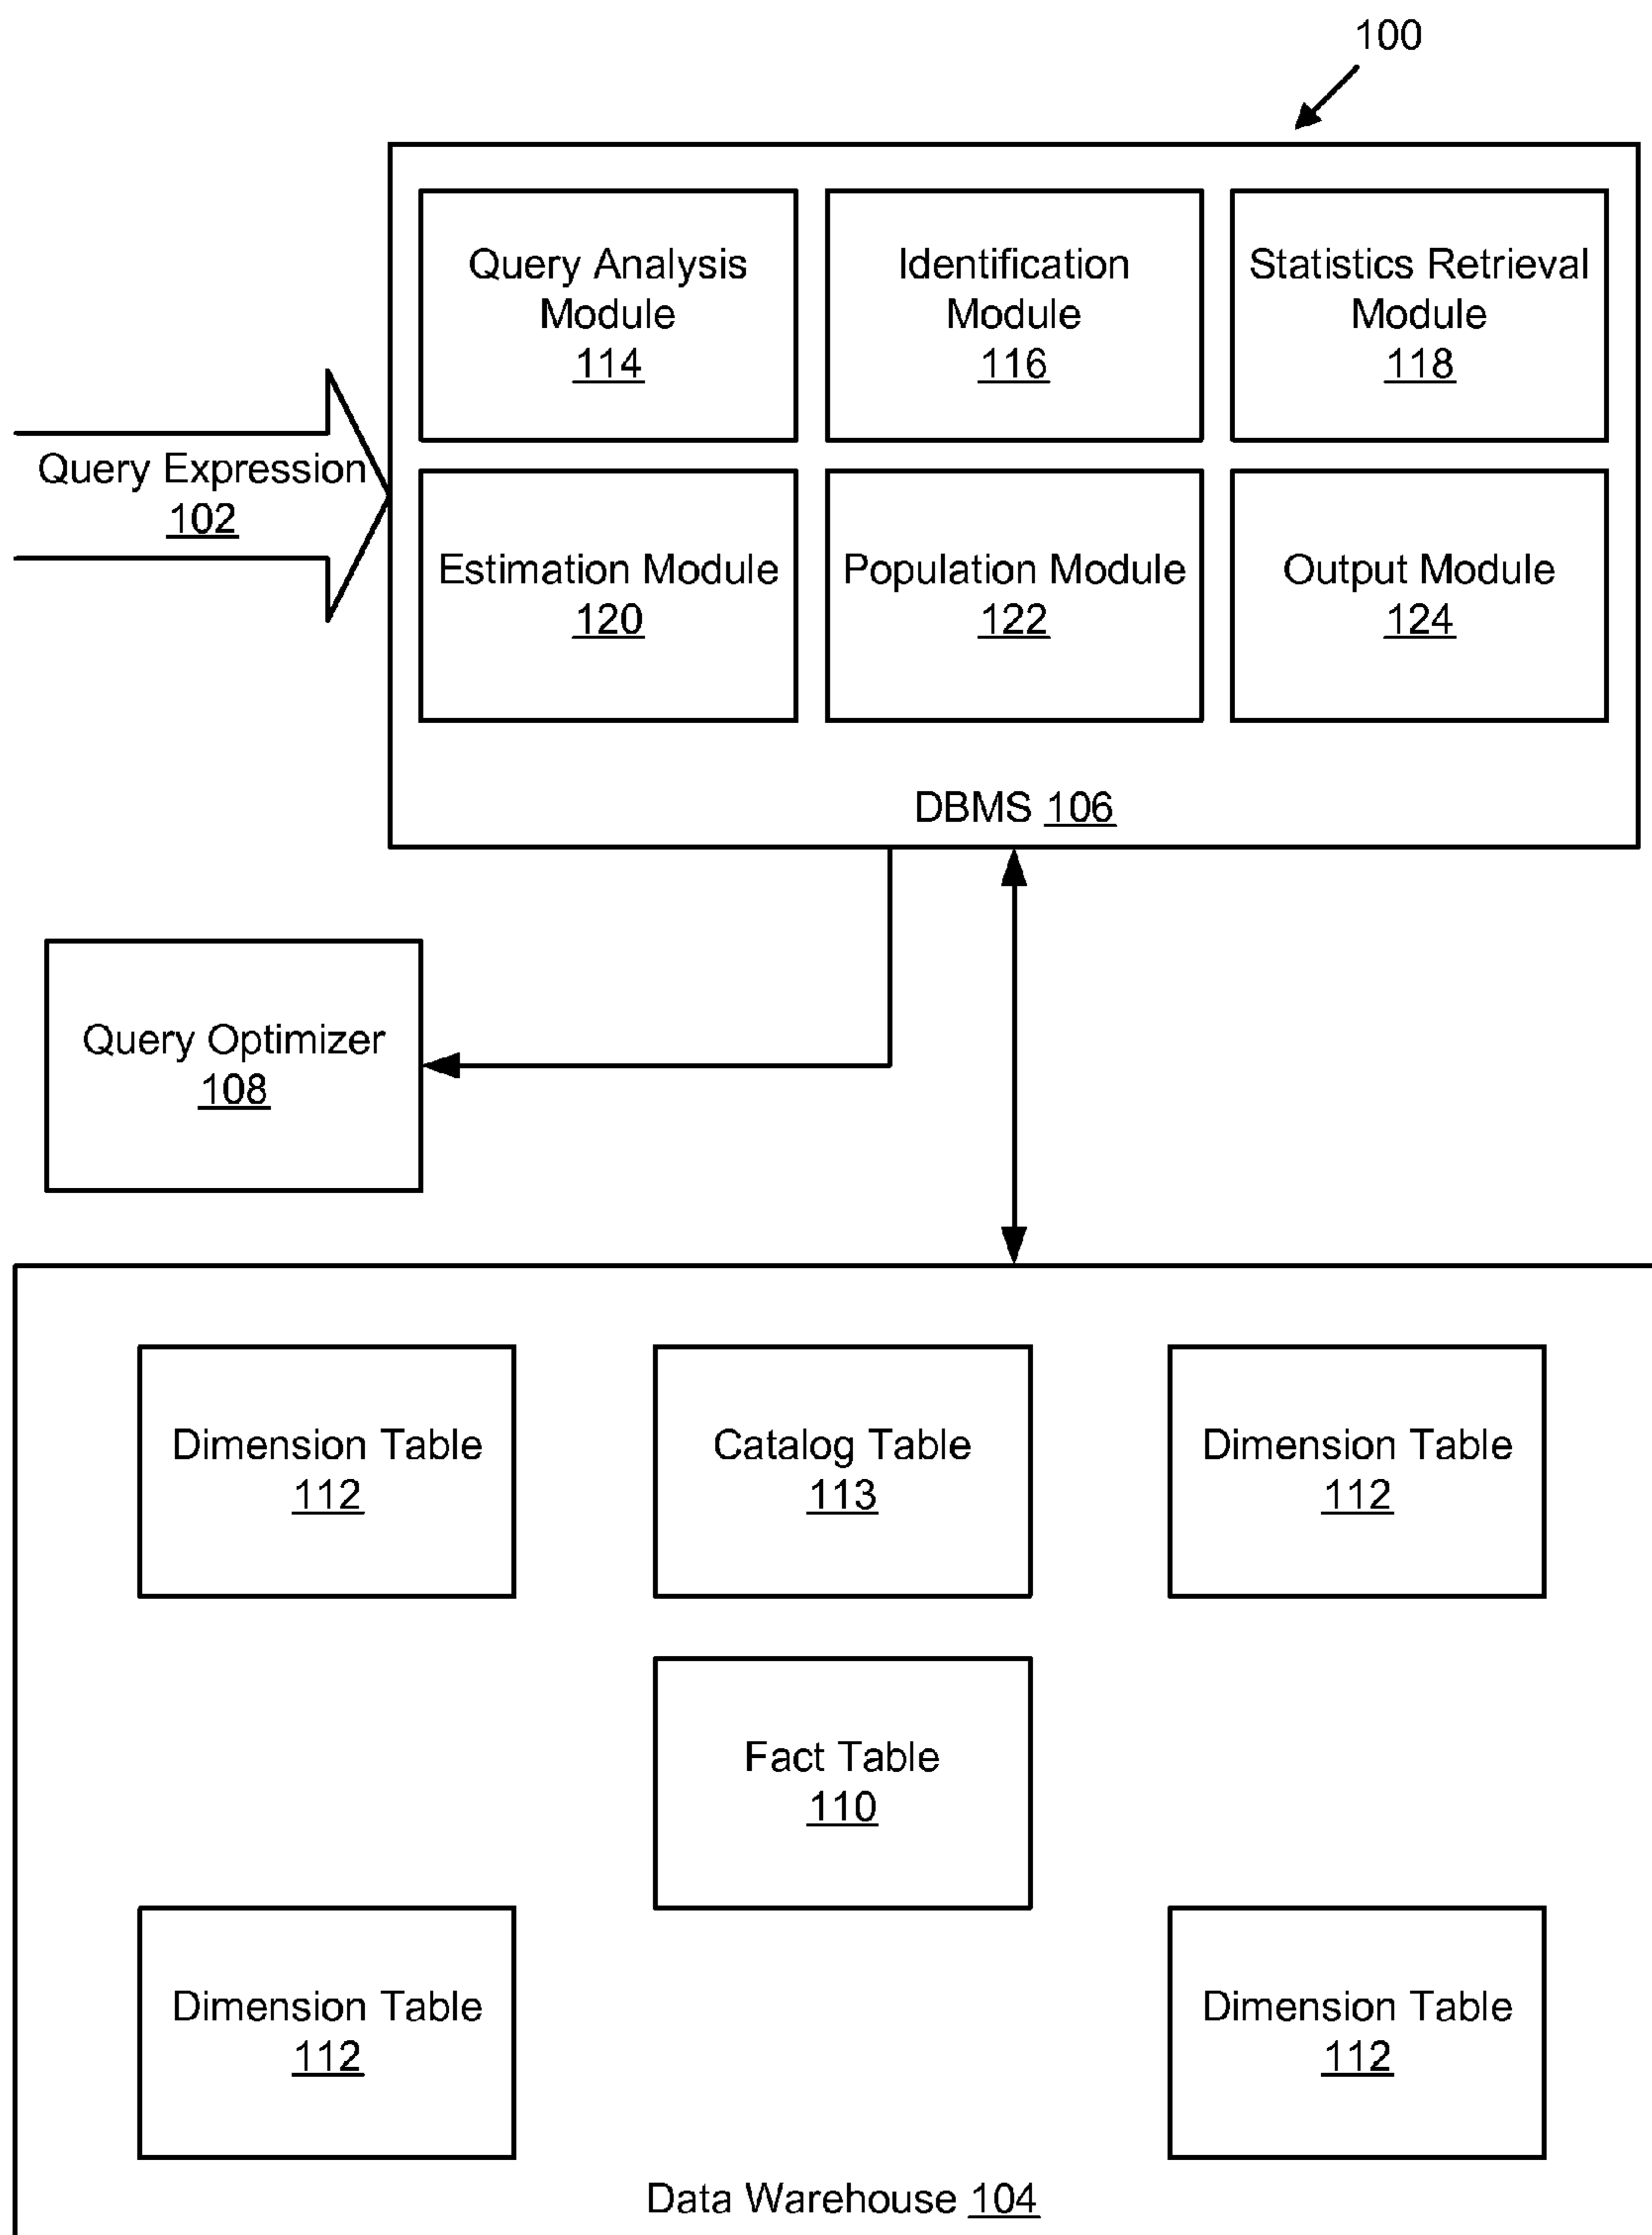 100
Query Analysis
Module
114
Identification
Module
116
Statistics Retrieval
Module
118
Query Expression
102
Estimation Module
120
Population Module
122
Output Module
124
DBMS 106
Query Optimizer
108
Dimension Table
112
Catalog Table
113
Dimension Table
112
Fact Table
110
Dimension Table
112
Dimension Table
112
Data Warehouse 104